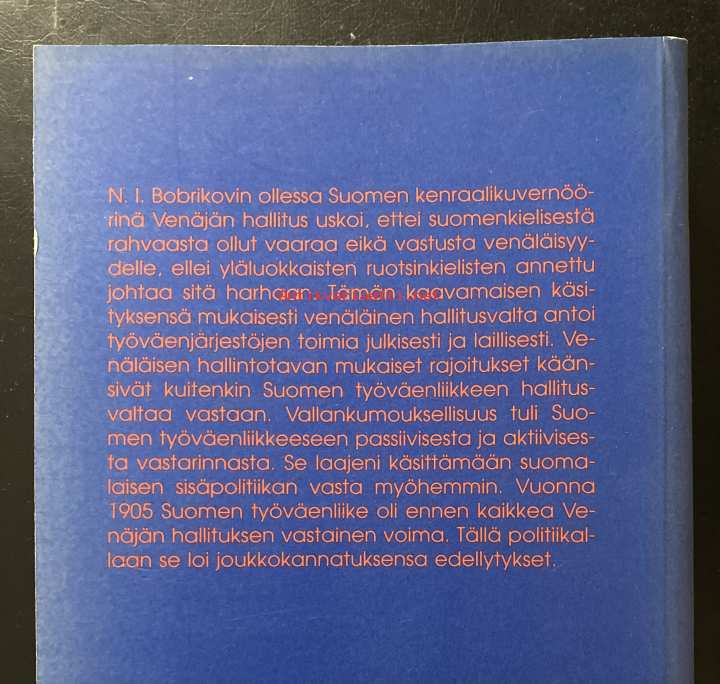 N. I. Bobrikovin ollessa Suomen kenraalikuvernöö-
rinä Venäjän hallitus uskoi, ettei suomenkielisestä
rahvaasta ollut vaaraa eikä vastusta venäläisyy-
delle, ellei yläluokkaisten ruotsinkielisten annettu
johtaa sitä harhaan. Tämän kaavamaisen käsi-
tyksensä mukaisesti venäläinen hallitusvalta antoi
työväenjärjestöjen toimia julkisesti ja laillisesti. Ve-
näläisen hallintotavan mukaiset rajoitukset kään-
sivät kuitenkin Suomen työväenliikkeen hallitus-
valtaa vastaan. Vallankumouksellisuus tuli Suo-
men työväenliikkeeseen passiivisesta ja aktiivises-
ta vastarinnasta. Se laajeni käsittämään suoma-
laisen sisäpolitiikan vasta myöhemmin. Vuonna
1905 Suomen työväenliike oli ennen kaikkea Ve-
näjän hallituksen vastainen voima. Tällä politiikal-
laan se loi joukkokannatuksensa edellytykset.